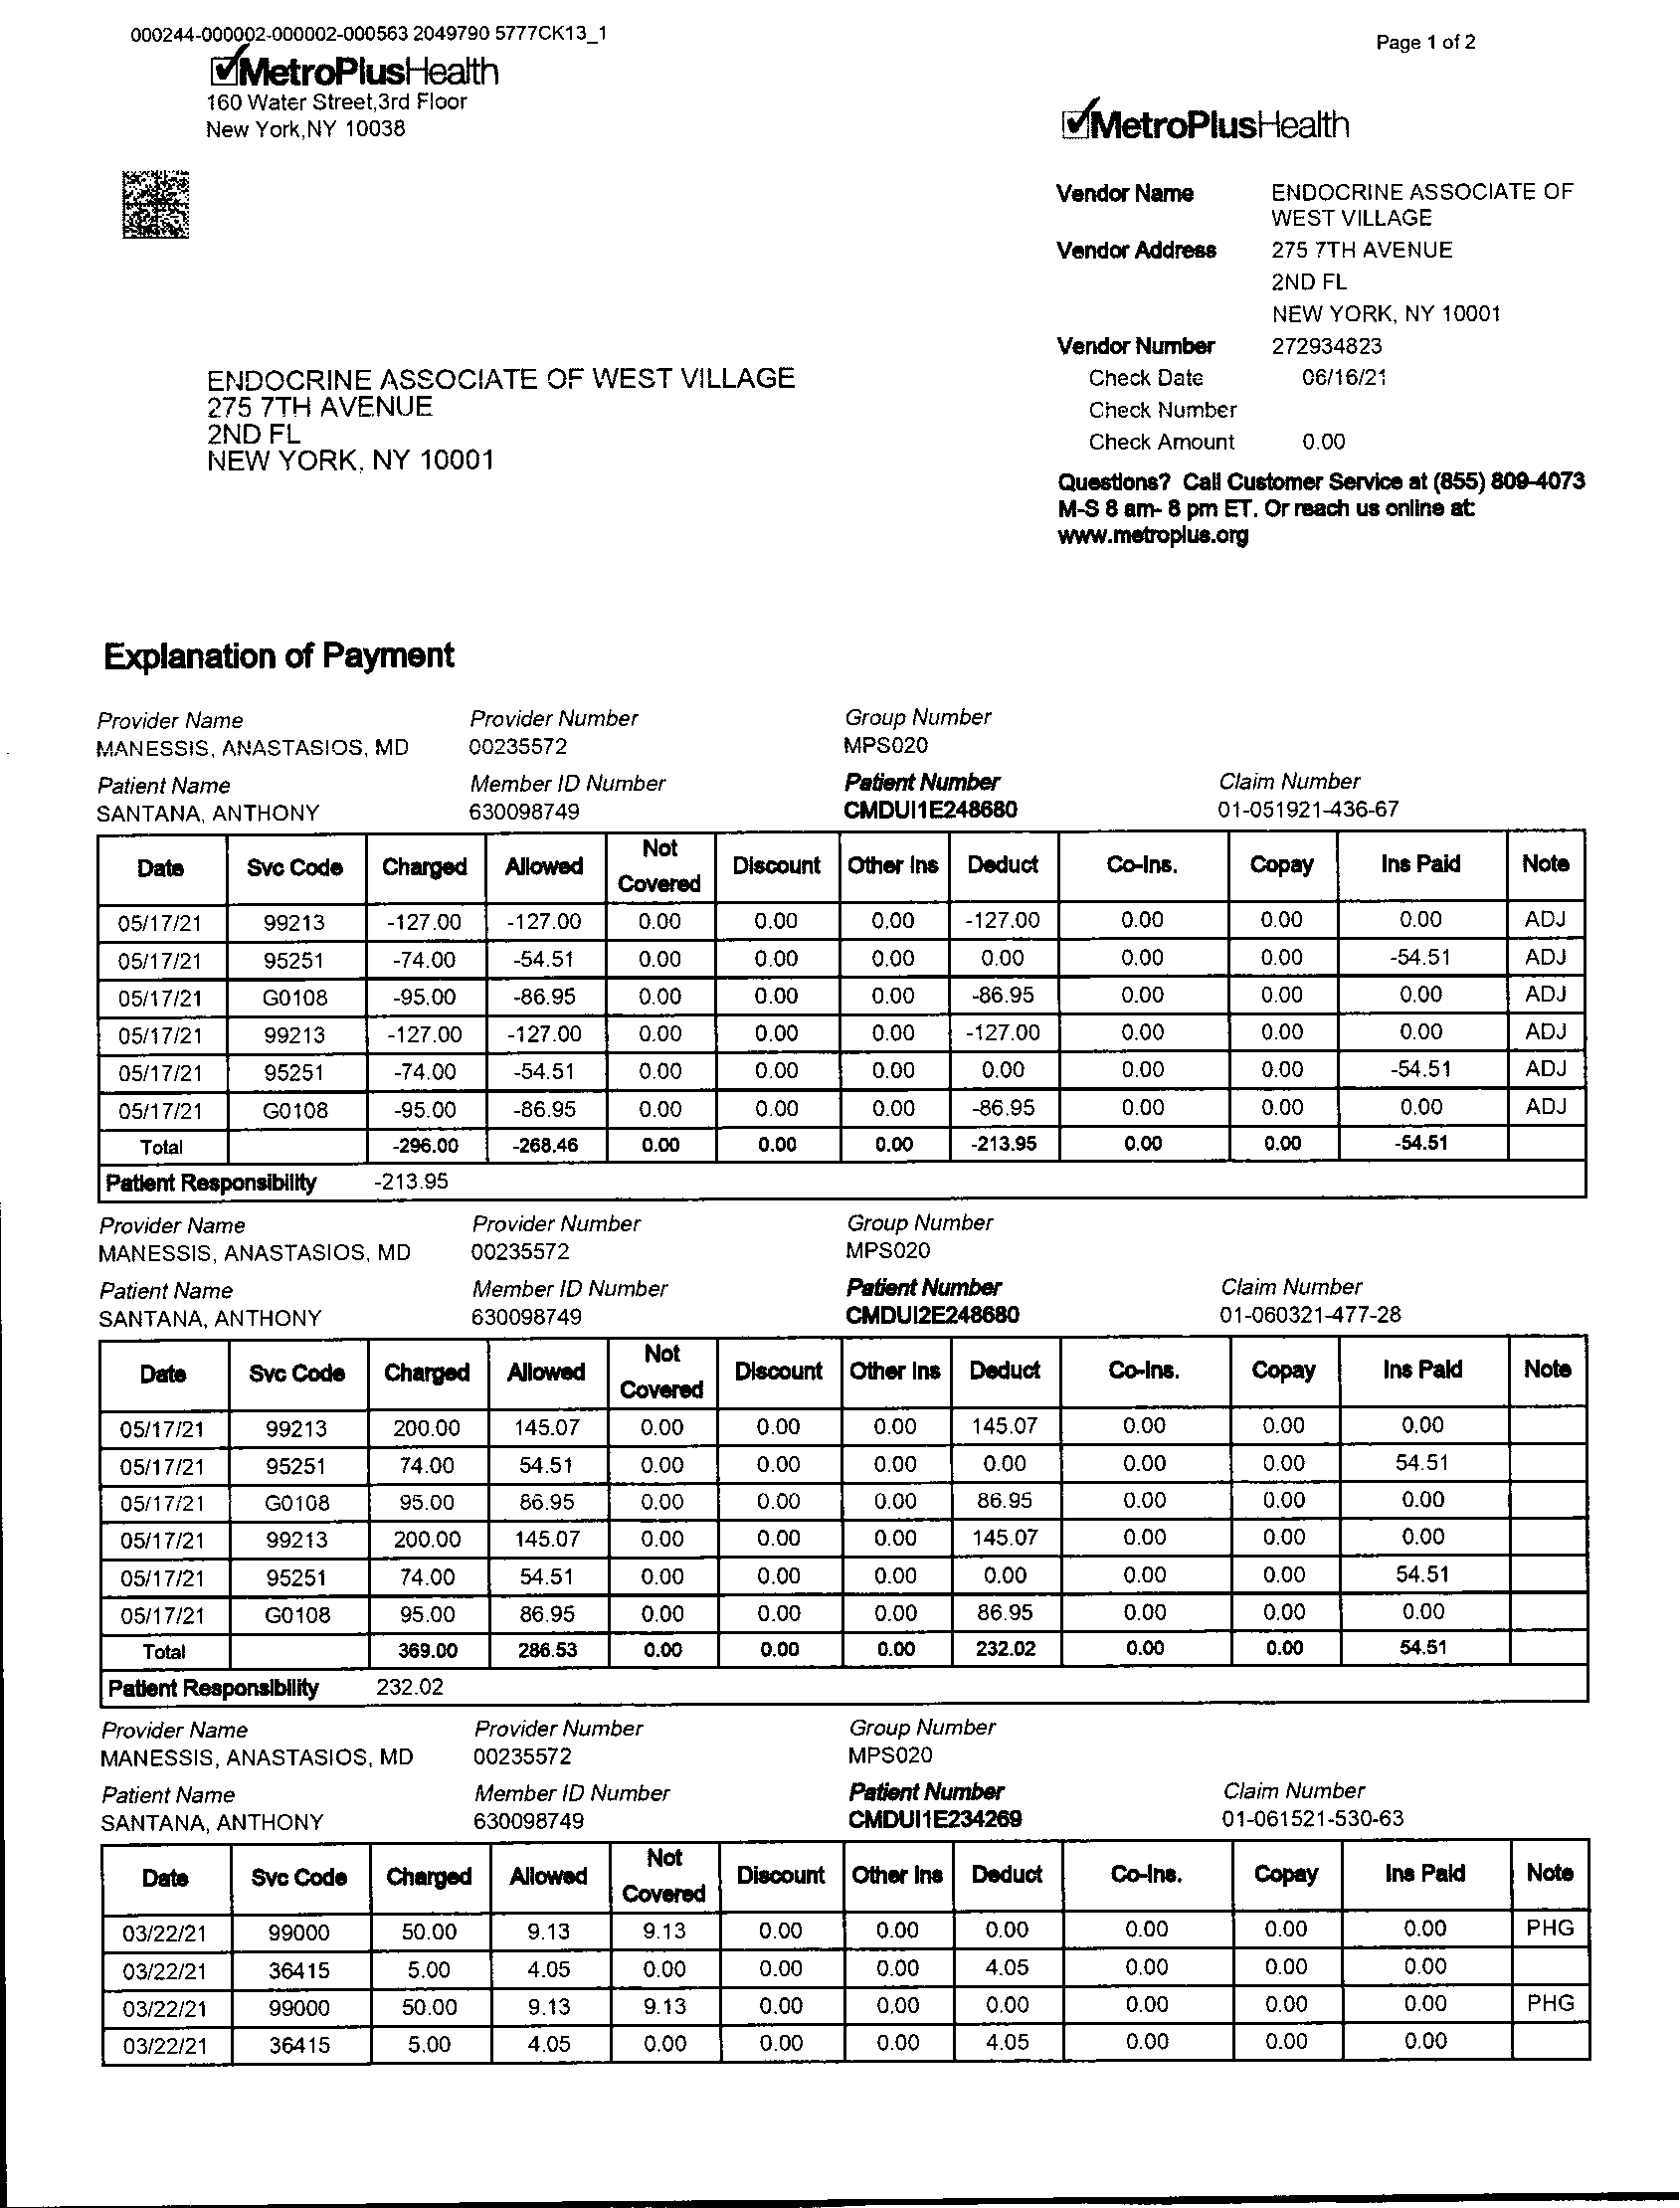 000244-000002-000002-000563 2049790 5777CK13_1
Page 1 of 2
MetroPlusHealth
160 Water Street,3rd Floor
New York,NY 10038
MetroPlusHealth
Vendor Name ENDOCRINE ASSOCIATE OF
WEST VILLAGE
Vendor Address 275 7TH AVENUE
2ND FL
NEW YORK, NY 10001
Vendor Number 272934823
Check Date 06/16/21
Check Number
Check Amount 0.00
Questions? Call Customer Service at (855) 809-4073
M-S 8 am- 8 pm ET. Or reach us online at:
www.metroplus.org
ENDOCRINE ASSOCIATE OF WEST VILLAGE
275 7TH AVENUE
2ND FL
NEW YORK, NY 10001
Explanation of Payment
Provider Name Provider Number Group Number
MANESSIS, ANASTASIOS, MD 00235572 MPS020
Patient Name Member ID Number Patient Number Claim Number
SANTANA, ANTHONY 630098749 CMDUI1E248680 01-051921-436-67
Date Svc Code Charged Allowed Not Covered Discount Other Ins Deduct Co-Ins. Copay Ins Paid Note
05/17/21 99213 -127.00 -127.00 0.00 0.00 0.00 -127.00 0.00 0.00 0.00 ADJ
05/17/21 95251 -74.00 -54.51 0.00 0.00 0.00 0.00 0.00 0.00 -54.51 ADJ
05/17/21 G0108 -95.00 -86.95 0.00 0.00 0.00 -86.95 0.00 0.00 0.00 ADJ
05/17/21 99213 -127.00 -127.00 0.00 0.00 0.00 -127.00 0.00 0.00 0.00 ADJ
05/17/21 95251 -74.00 -54.51 0.00 0.00 0.00 0.00 0.00 0.00 -54.51 ADJ
05/17/21 G0108 -95.00 -86.95 0.00 0.00 0.00 -86.95 0.00 0.00 0.00 ADJ
Total -296.00 -268.46 0.00 0.00 0.00 -213.95 0.00 0.00 -54.51
Patient Responsibility -213.95
Provider Name Provider Number Group Number
MANESSIS, ANASTASIOS, MD 00235572 MPS020
Patient Name Member ID Number Patient Number Claim Number
SANTANA, ANTHONY 630098749 CMDUI2E248680 01-060321-477-28
Date Svc Code Charged Allowed Not Covered Discount Other Ins Deduct Co-Ins. Copay Ins Paid Note
05/17/21 99213 200.00 145.07 0.00 0.00 0.00 145.07 0.00 0.00 0.00
05/17/21 95251 74.00 54.51 0.00 0.00 0.00 0.00 0.00 0.00 54.51
05/17/21 G0108 95.00 86.95 0.00 0.00 0.00 86.95 0.00 0.00 0.00
05/17/21 99213 200.00 145.07 0.00 0.00 0.00 145.07 0.00 0.00 0.00
05/17/21 95251 74.00 54.51 0.00 0.00 0.00 0.00 0.00 0.00 54.51
05/17/21 G0108 95.00 86.95 0.00 0.00 0.00 86.95 0.00 0.00 0.00
Total 369.00 286.53 0.00 0.00 0.00 232.02 0.00 0.00 54.51
Patient Responsibility 232.02
Provider Name Provider Number Group Number
MANESSIS, ANASTASIOS, MD 00235572 MPS020
Patient Name Member ID Number Patient Number Claim Number
SANTANA, ANTHONY 630098749 CMDUI1E234269 01-061521-530-63
Date Svc Code Charged Allowed Not Covered Discount Other Ins Deduct Co-Ins. Copay Ins Paid Note
03/22/21 99000 50.00 9.13 9.13 0.00 0.00 0.00 0.00 0.00 0.00 PHG
03/22/21 36415 5.00 4.05 0.00 0.00 0.00 4.05 0.00 0.00 0.00
03/22/21 99000 50.00 9.13 9.13 0.00 0.00 0.00 0.00 0.00 0.00 PHG
03/22/21 36415 5.00 4.05 0.00 0.00 0.00 4.05 0.00 0.00 0.00